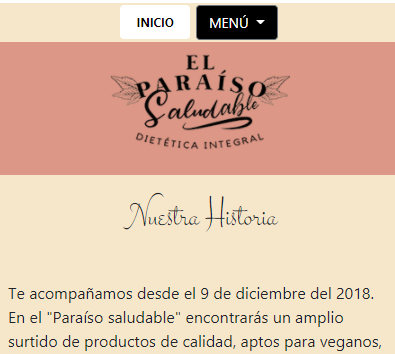 INICIO
MENÚ
EL
PARAÍSO
Saludable
DIETÉTICA INTEGRAL
Nuestra Historia
Te acompañamos desde el 9 de diciembre del 2018.
En el "Paraíso saludable" encontrarás un amplio
surtido de productos de calidad, aptos para veganos,